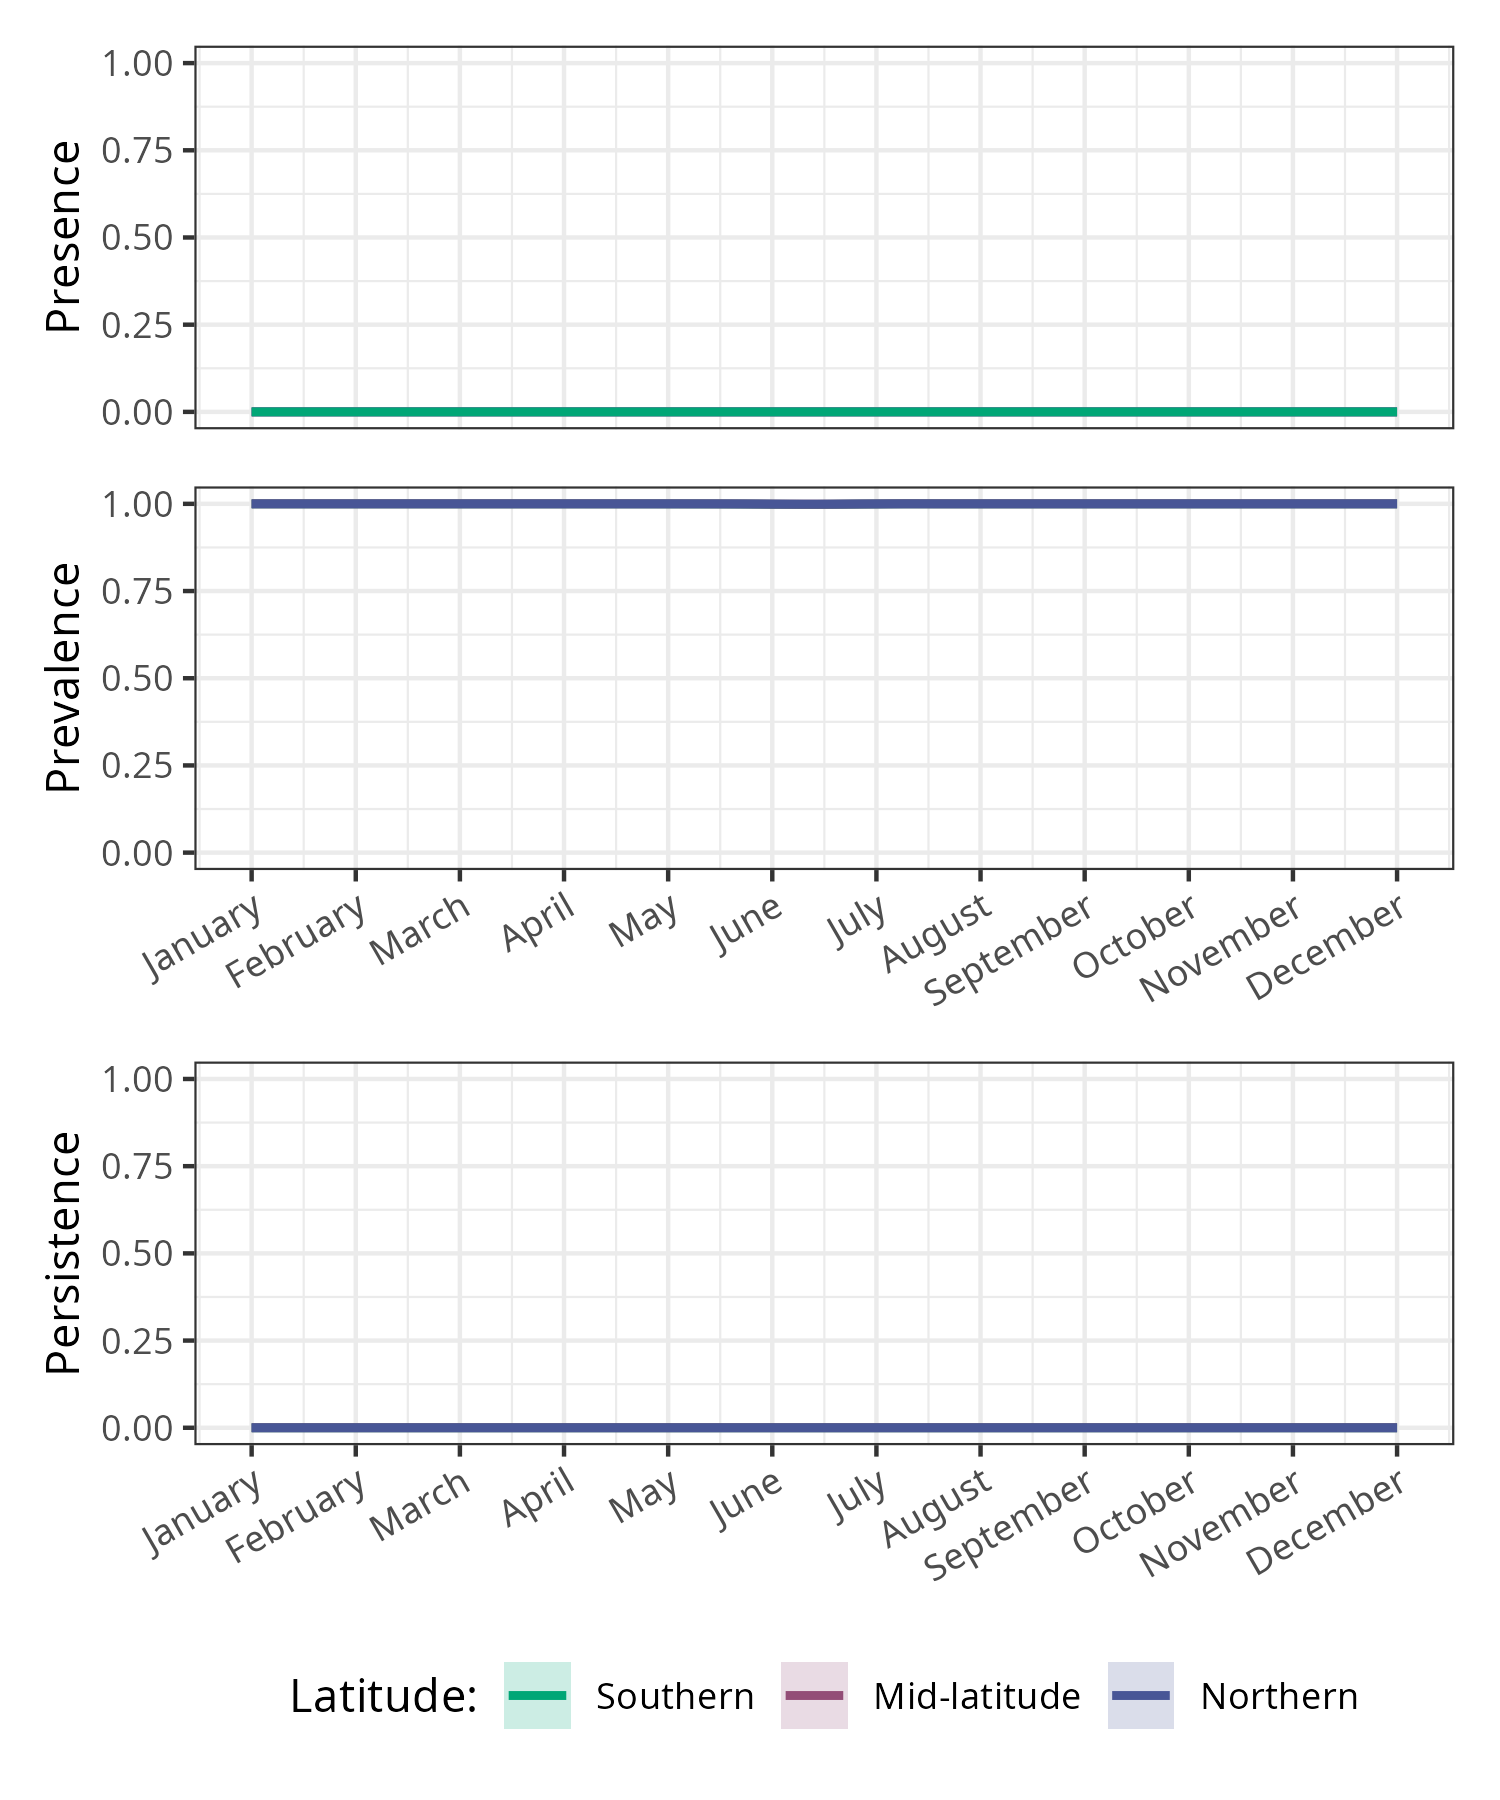 Presence
1.00
0.75
0.50
0.25
0.00
Prevalence
1.00
0.75
0.50
0.25
0.00
January February March April May June July August September October November December
Persistence
1.00
0.75
0.50
0.25
0.00
January February March April May June July August September October November December
Latitude: Southern Mid-latitude Northern